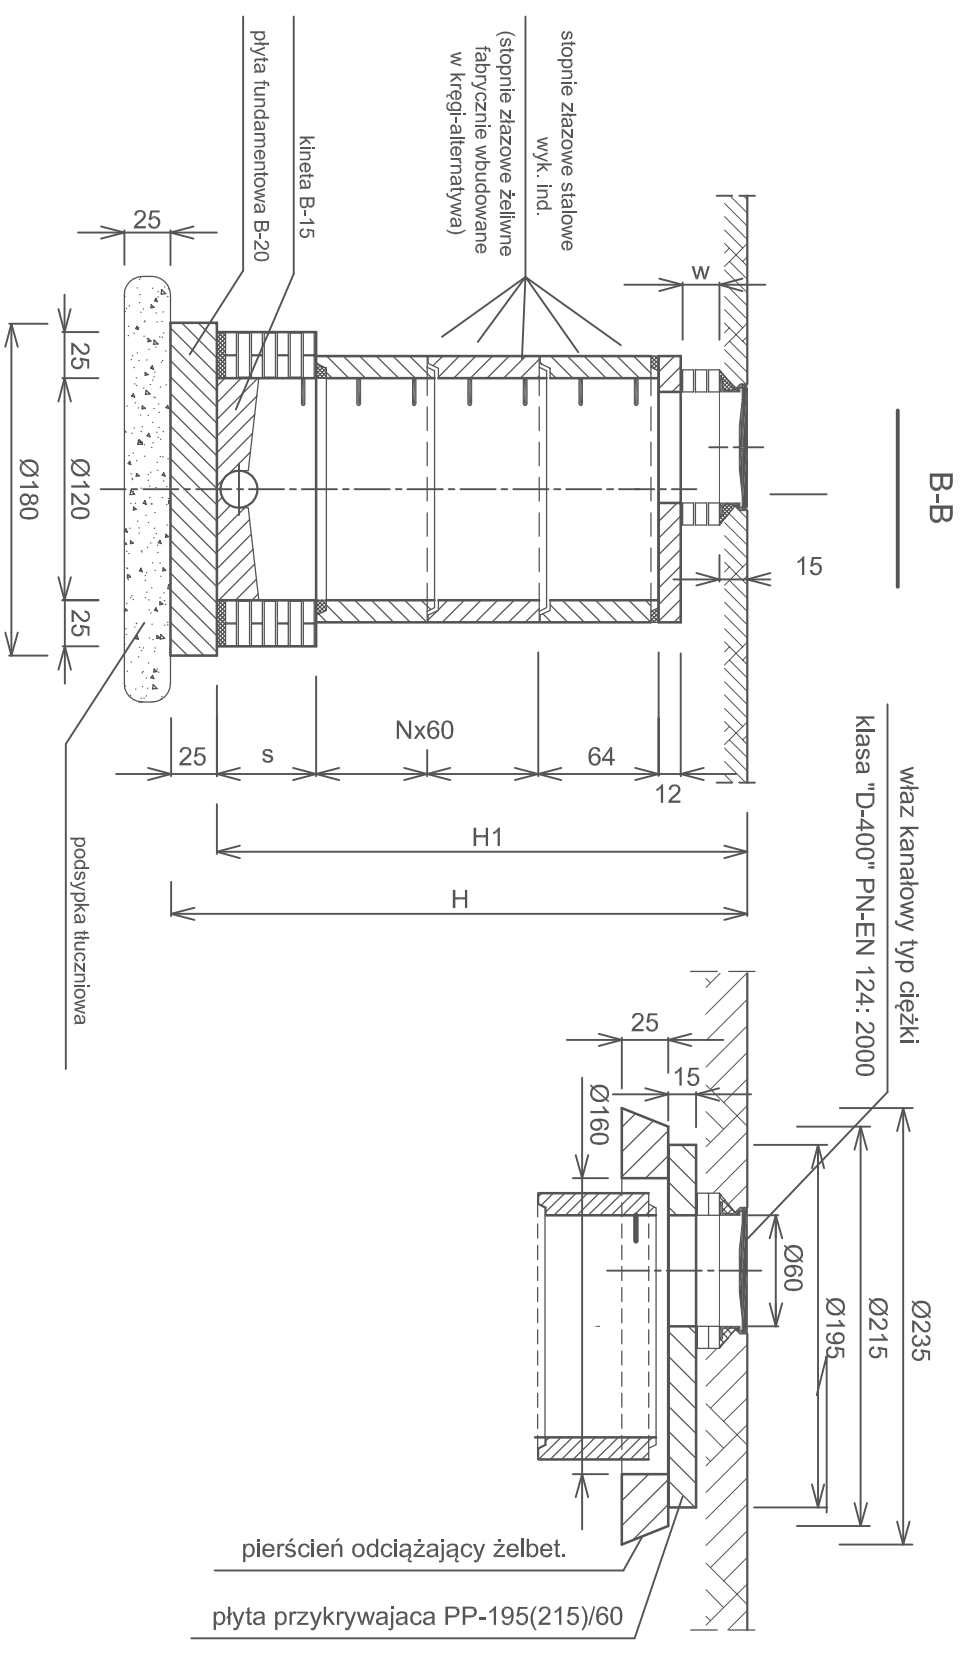 B-B
15
w
stopnie złazowe stalowe
wyk. ind.
(stopnie złazowe żeliwne
fabrycznie wbudowane
w kręgi-alternatywa)
kineta B-15
płyta fundamentowa B-20
25
25
Ø120
25
Ø180
25
s
Nx60
64
12
H1
H
podsypka tłuczniowa
właz kanałowy typ ciężki
klasa "D-400" PN-EN 124: 2000
25
15
Ø160
Ø60
Ø195
Ø215
Ø235
pierścień odciążający żelbet.
płyta przykrywajaca PP-195(215)/60